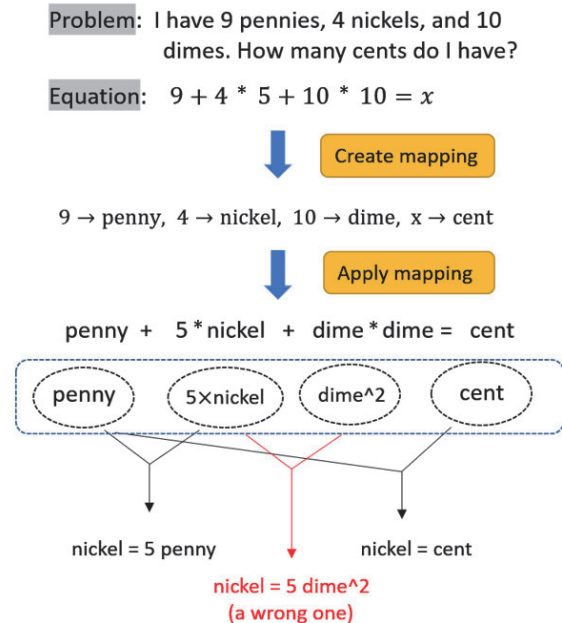 Problem: I have 9 pennies, 4 nickels, and 10
dimes. How many cents do I have?
Equation: 9 + 4 * 5 + 10 * 10 = x
Create mapping
9 → penny, 4 → nickel, 10 → dime, x → cent
Apply mapping
penny + 5*nickel + dime*dime = cent
penny 5×nickel dime^2 cent
nickel = 5 penny nickel = cent
nickel = 5 dime^2
(a wrong one)